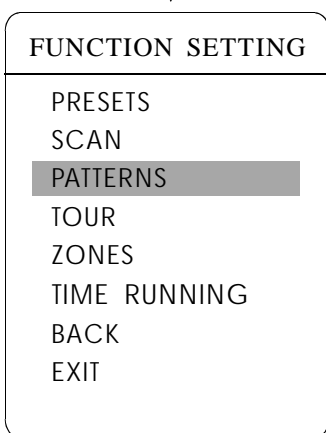 FUNCTION SETTING
PRESETS
SCAN
PATTERNS
TOUR
ZONES
TIME RUNNING
BACK
EXIT